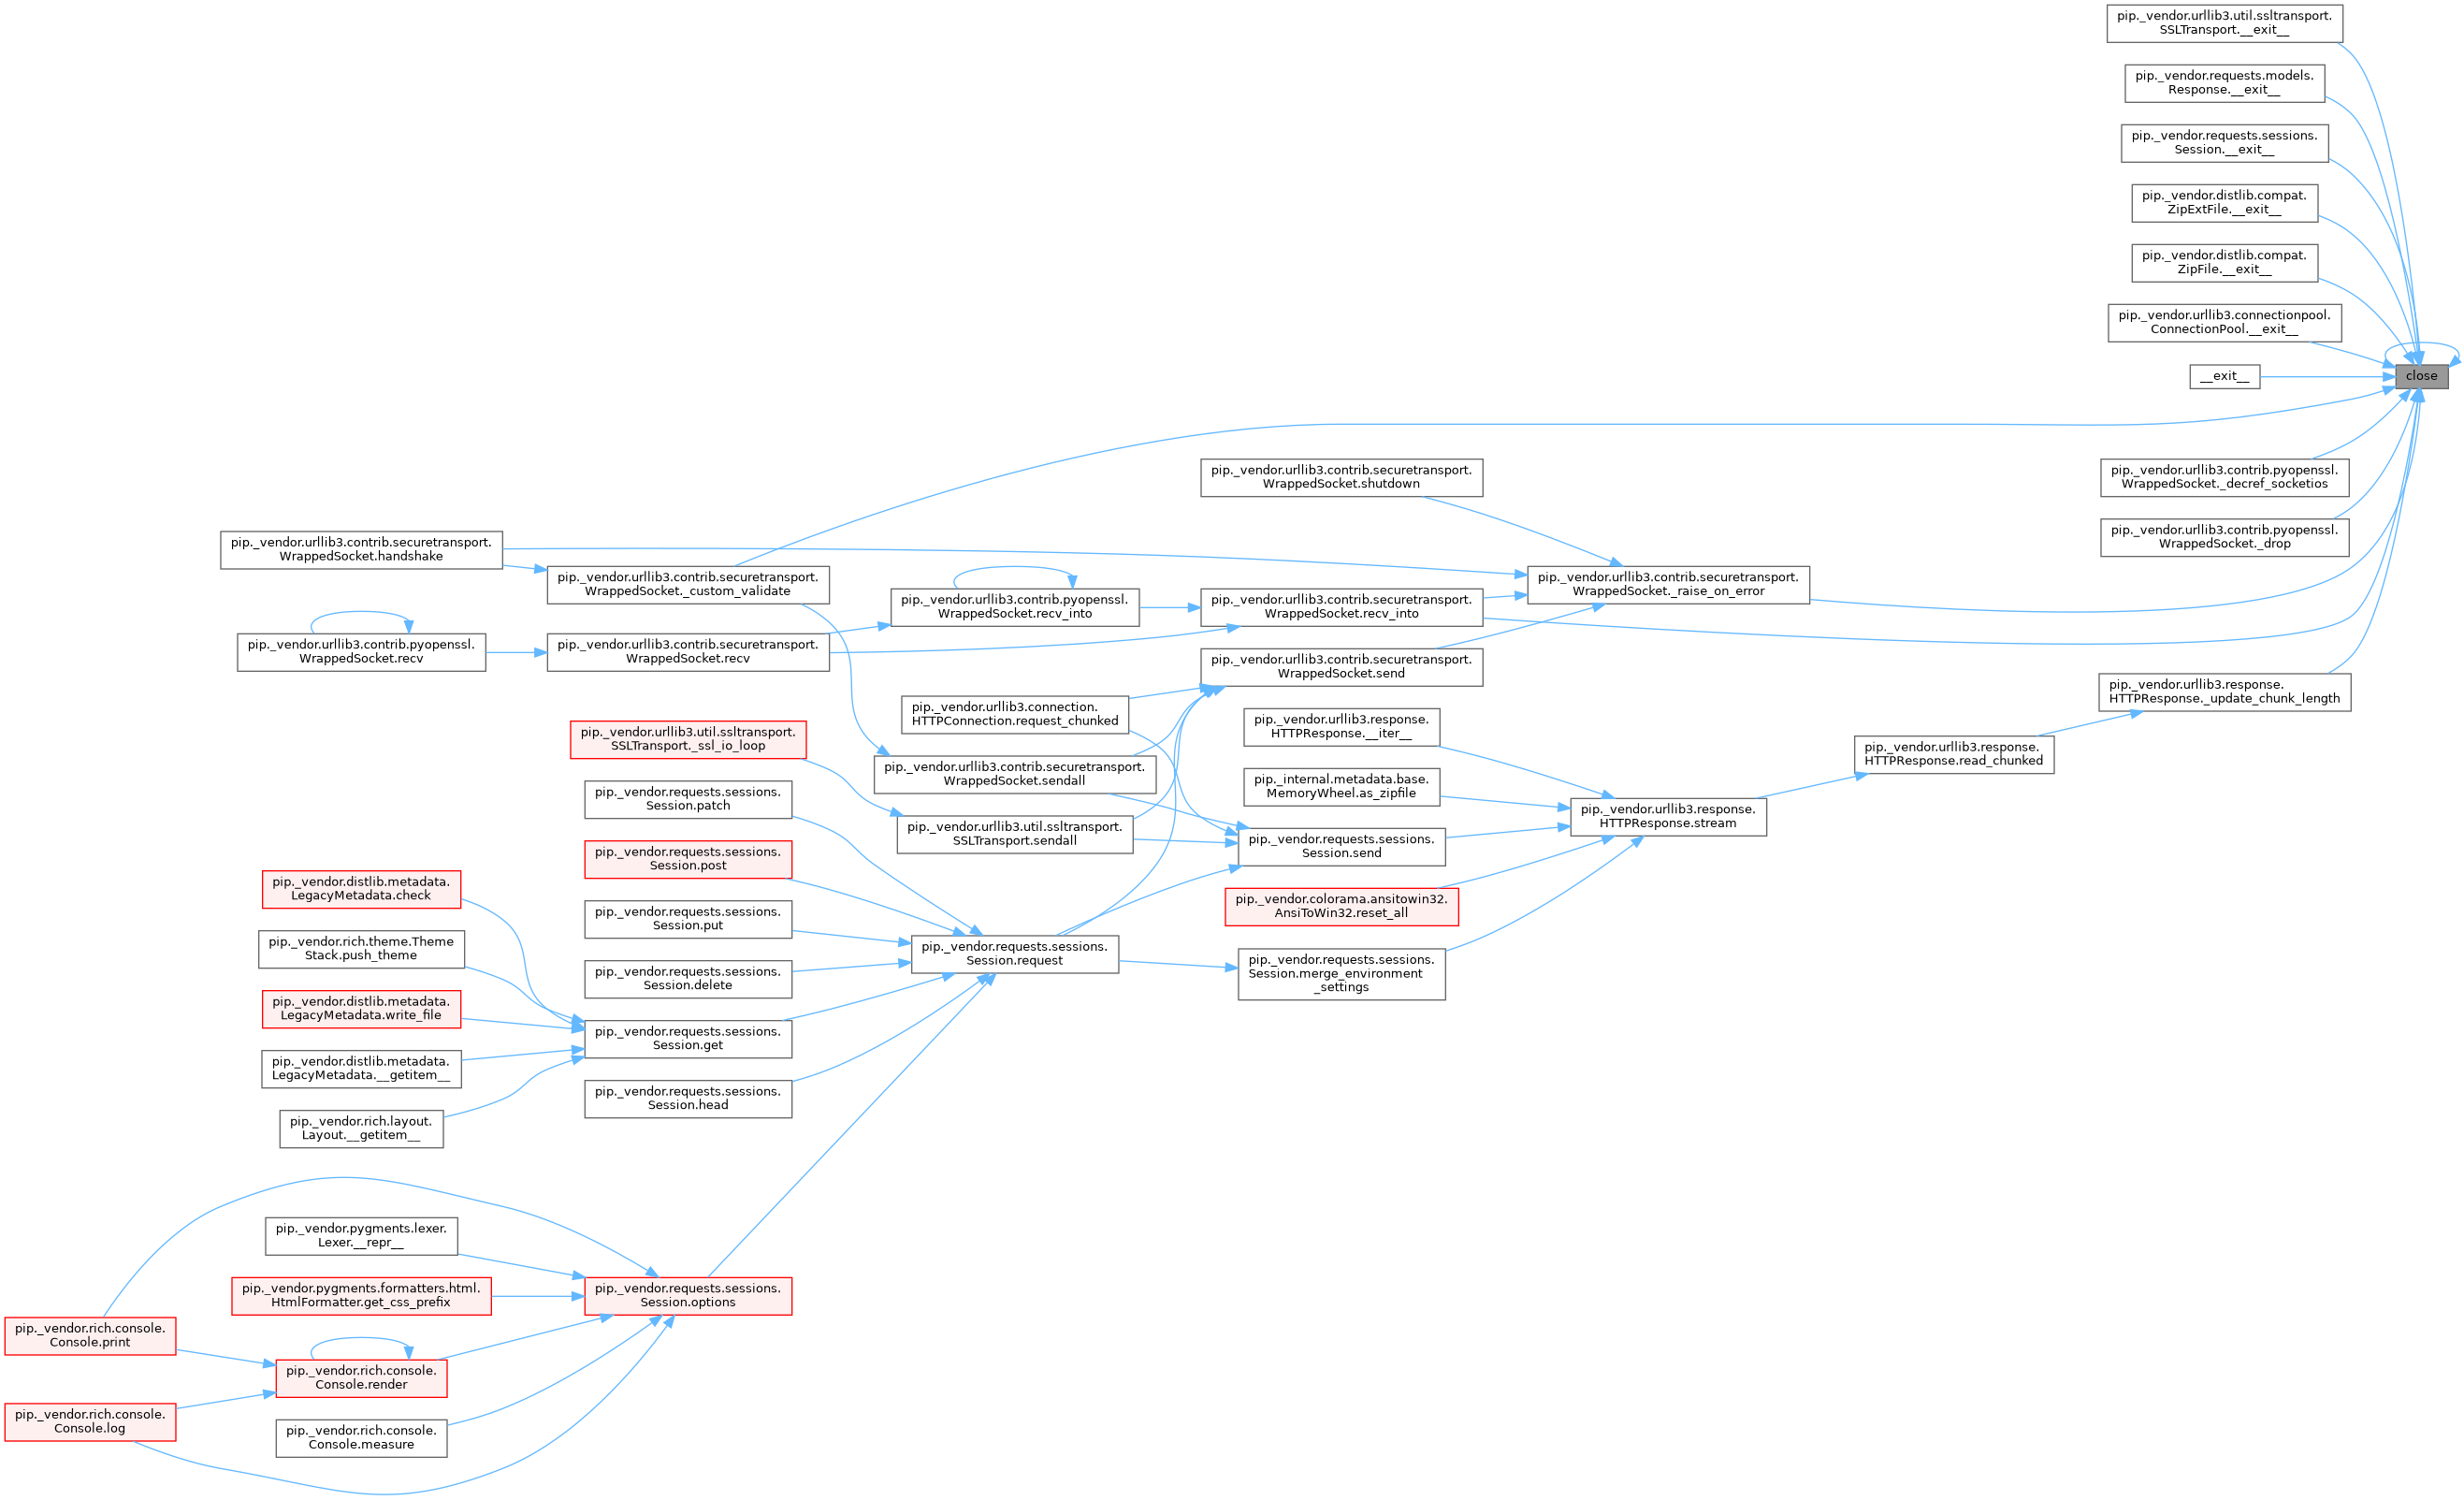 pip._vendor.urllib3.util.ssltransport.
SSLTransport.__exit__
pip._vendor.requests.models.
Response.__exit__
pip._vendor.requests.sessions.
Session.__exit__
pip._vendor.distlib.compat.
ZipExtFile.__exit__
pip._vendor.distlib.compat.
ZipFile.__exit__
pip._vendor.urllib3.connectionpool.
ConnectionPool.__exit__
__exit__
close
pip._vendor.urllib3.contrib.pyopenssl.
WrappedSocket._decref_socketios
pip._vendor.urllib3.contrib.pyopenssl.
WrappedSocket._drop
pip._vendor.urllib3.contrib.securetransport.
WrappedSocket.shutdown
pip._vendor.urllib3.contrib.securetransport.
WrappedSocket.handshake
pip._vendor.urllib3.contrib.securetransport.
WrappedSocket._custom_validate
pip._vendor.urllib3.contrib.pyopenssl.
WrappedSocket.recv_into
pip._vendor.urllib3.contrib.securetransport.
WrappedSocket.recv_into
pip._vendor.urllib3.contrib.securetransport.
WrappedSocket._raise_on_error
pip._vendor.urllib3.contrib.pyopenssl.
WrappedSocket.recv
pip._vendor.urllib3.contrib.securetransport.
WrappedSocket.recv
pip._vendor.urllib3.contrib.securetransport.
WrappedSocket.send
pip._vendor.urllib3.response.
HTTPResponse._update_chunk_length
pip._vendor.urllib3.connection.
HTTPConnection.request_chunked
pip._vendor.urllib3.response.
HTTPResponse.__iter__
pip._vendor.urllib3.util.ssltransport.
SSLTransport._ssl_io_loop
pip._vendor.urllib3.response.
HTTPResponse.read_chunked
pip._vendor.urllib3.contrib.securetransport.
WrappedSocket.sendall
pip._internal.metadata.base.
MemoryWheel.as_zipfile
pip._vendor.requests.sessions.
Session.patch
pip._vendor.urllib3.response.
HTTPResponse.stream
pip._vendor.urllib3.util.ssltransport.
SSLTransport.sendall
pip._vendor.requests.sessions.
Session.send
pip._vendor.requests.sessions.
Session.post
pip._vendor.distlib.metadata.
LegacyMetadata.check
pip._vendor.colorama.ansitowin32.
AnsiToWin32.reset_all
pip._vendor.requests.sessions.
Session.put
pip._vendor.rich.theme.Theme
Stack.push_theme
pip._vendor.requests.sessions.
Session.request
pip._vendor.requests.sessions.
Session.merge_environment
_settings
pip._vendor.requests.sessions.
Session.delete
pip._vendor.distlib.metadata.
LegacyMetadata.write_file
pip._vendor.requests.sessions.
Session.get
pip._vendor.distlib.metadata.
LegacyMetadata.__getitem__
pip._vendor.requests.sessions.
Session.head
pip._vendor.rich.layout.
Layout.__getitem__
pip._vendor.pygments.lexer.
Lexer.__repr__
pip._vendor.pygments.formatters.html.
HtmlFormatter.get_css_prefix
pip._vendor.requests.sessions.
Session.options
pip._vendor.rich.console.
Console.print
pip._vendor.rich.console.
Console.render
pip._vendor.rich.console.
Console.log
pip._vendor.rich.console.
Console.measure